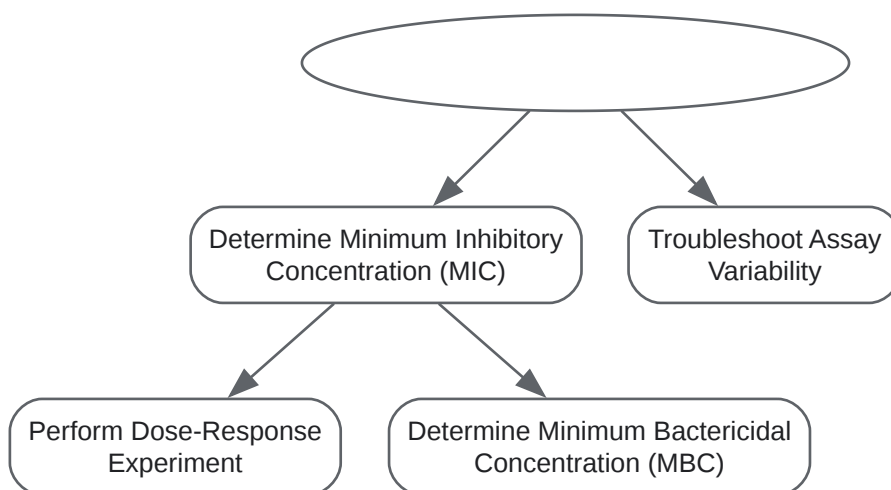 Determine Minimum Inhibitory
Concentration (MIC)
Troubleshoot Assay
Variability
Perform Dose-Response
Experiment
Determine Minimum Bactericidal
Concentration (MBC)